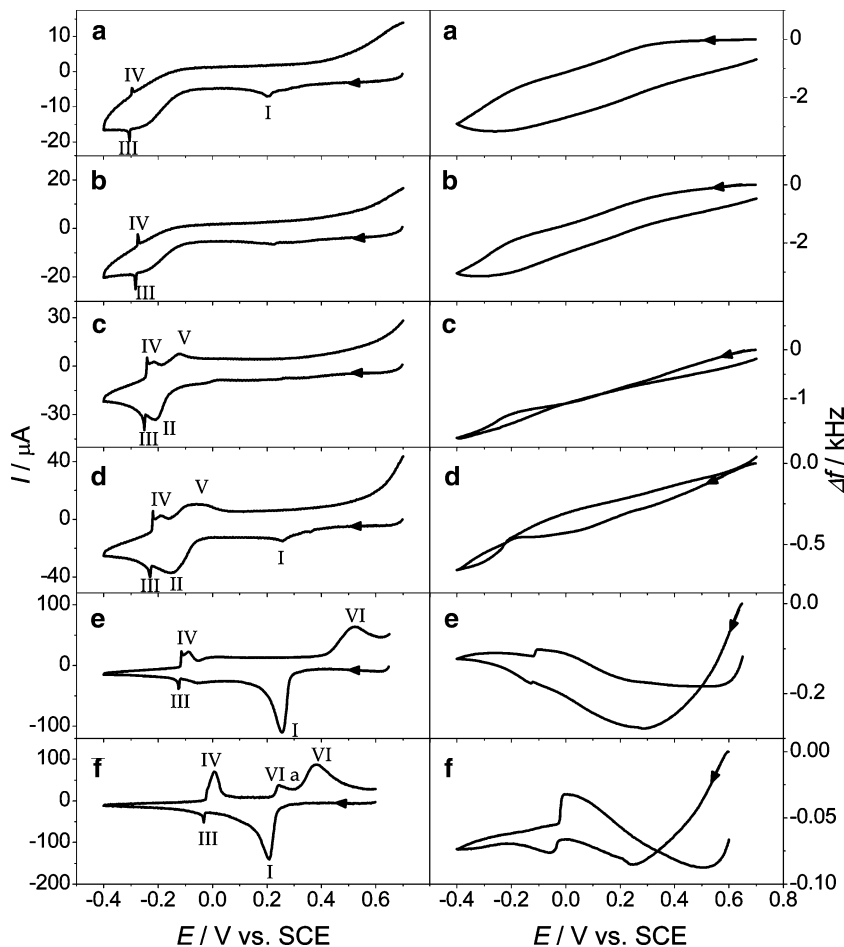 a
10
0
-10
-20
IV
III
I
a
0
-2
b
20
0
-20
IV
III
b
0
-2
c
30
0
-30
IV
V
III
II
c
0
-1
d
40
0
-40
IV
V
III
II
I
d
0.0
-0.5
e
100
0
-100
IV
VI
III
I
e
0.0
-0.2
f
100
0
-100
-200
IV
VI a
VI
III
I
f
0.00
-0.05
-0.10
I / μA
Δf / kHz
-0.4 -0.2 0.0 0.2 0.4 0.6
-0.4 -0.2 0.0 0.2 0.4 0.6
E / V vs. SCE
E / V vs. SCE